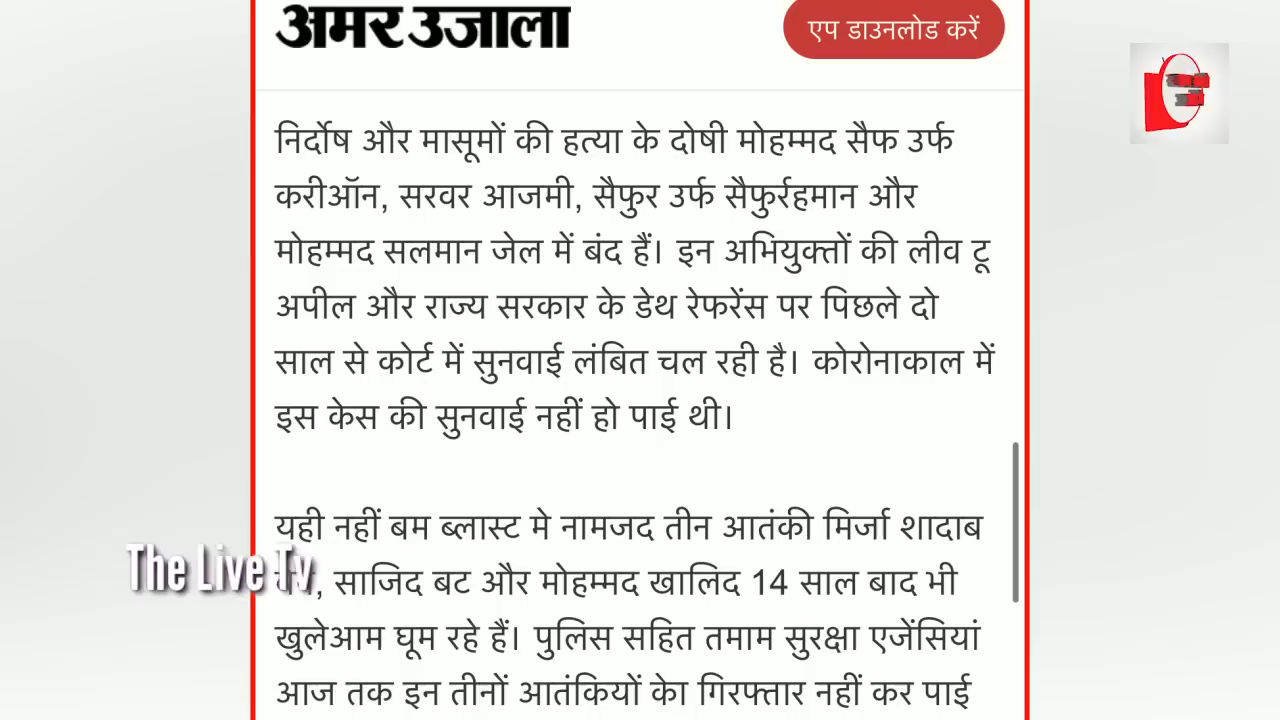 अमर उजाला
एप डाउनलोड करें
निर्दोष और मासूमों की हत्या के दोषी मोहम्मद सैफ उर्फ
करीऑन, सरवर आजमी, सैफुर उर्फ सैफुर्रहमान और
मोहम्मद सलमान जेल में बंद हैं। इन अभियुक्तों की लीव टू
अपील और राज्य सरकार के डेथ रेफरेंस पर पिछले दो
साल से कोर्ट में सुनवाई लंबित चल रही है। कोरोनाकाल में
इस केस की सुनवाई नहीं हो पाई थी।
यही नहीं बम ब्लास्ट मे नामजद तीन आतंकी मिर्जा शादाब
The Live Tv
, साजिद बट और मोहम्मद खालिद 14 साल बाद भी
खुलेआम घूम रहे हैं। पुलिस सहित तमाम सुरक्षा एजेंसियां
आज तक इन तीनों आतंकियों केा गिरफ्तार नहीं कर पाई